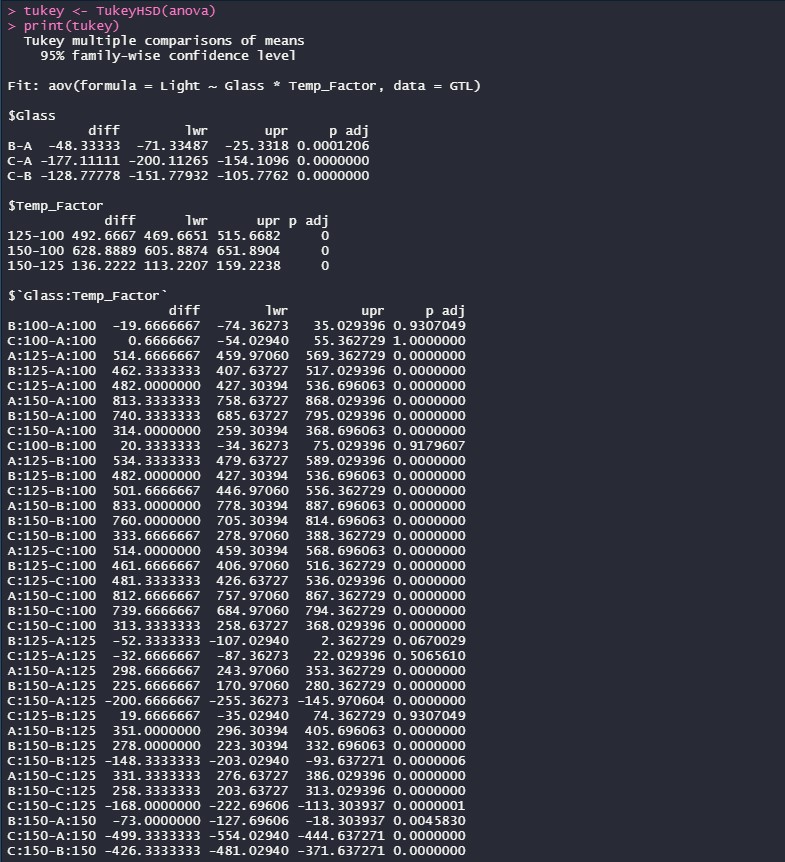 > tukey <- TukeyHSD(anova)
> print(tukey)
  Tukey multiple comparisons of means
    95% family-wise confidence level

Fit: aov(formula = Light ~ Glass * Temp_Factor, data = GTL)

$Glass
          diff        lwr       upr     p adj
B-A  -48.33333  -71.33487  -25.3318 0.0001206
C-A -177.11111 -200.11265 -154.1096 0.0000000
C-B -128.77778 -151.77932 -105.7762 0.0000000

$Temp_Factor
            diff      lwr      upr p adj
125-100 492.6667 469.6651 515.6682     0
150-100 628.8889 605.8874 651.8904     0
150-125 136.2222 113.2207 159.2238     0

$`Glass:Temp_Factor`
                   diff        lwr         upr     p adj
B:100-A:100 -19.6666667  -74.36273   35.029396 0.9307049
C:100-A:100   0.6666667  -54.02940   55.362729 1.0000000
A:125-A:100 514.6666667  459.97060  569.362729 0.0000000
B:125-A:100 462.3333333  407.63727  517.029396 0.0000000
C:125-A:100 482.0000000  427.30394  536.696063 0.0000000
A:150-A:100 813.3333333  758.63727  868.029396 0.0000000
B:150-A:100 740.3333333  685.63727  795.029396 0.0000000
C:150-A:100 314.0000000  259.30394  368.696063 0.0000000
C:100-B:100  20.3333333  -34.36273   75.029396 0.9179607
A:125-B:100 534.3333333  479.63727  589.029396 0.0000000
B:125-B:100 482.0000000  427.30394  536.696063 0.0000000
C:125-B:100 501.6666667  446.97060  556.362729 0.0000000
A:150-B:100 833.0000000  778.30394  887.696063 0.0000000
B:150-B:100 760.0000000  705.30394  814.696063 0.0000000
C:150-B:100 333.6666667  278.97060  388.362729 0.0000000
A:125-C:100 514.0000000  459.30394  568.696063 0.0000000
B:125-C:100 461.6666667  406.97060  516.362729 0.0000000
C:125-C:100 481.3333333  426.63727  536.029396 0.0000000
A:150-C:100 812.6666667  757.97060  867.362729 0.0000000
B:150-C:100 739.6666667  684.97060  794.362729 0.0000000
C:150-C:100 313.3333333  258.63727  368.029396 0.0000000
B:125-A:125 -52.3333333 -107.02940    2.362729 0.0670029
C:125-A:125 -32.6666667  -87.36273   22.029396 0.5065610
A:150-A:125 298.6666667  243.97060  353.362729 0.0000000
B:150-A:125 225.6666667  170.97060  280.362729 0.0000000
C:150-A:125 -200.6666667 -255.36273 -145.970604 0.0000000
C:125-B:125  19.6666667  -35.02940   74.362729 0.9307049
A:150-B:125 351.0000000  296.30394  405.696063 0.0000000
B:150-B:125 278.0000000  223.30394  332.696063 0.0000000
C:150-B:125 -148.3333333 -203.02940  -93.637271 0.0000006
A:150-C:125 331.3333333  276.63727  386.029396 0.0000000
B:150-C:125 258.3333333  203.63727  313.029396 0.0000000
C:150-C:125 -168.0000000 -222.69606 -113.303937 0.0000001
B:150-A:150 -73.0000000 -127.69606  -18.303937 0.0045830
C:150-A:150 -499.3333333 -554.02940 -444.637271 0.0000000
C:150-B:150 -426.3333333 -481.02940 -371.637271 0.0000000